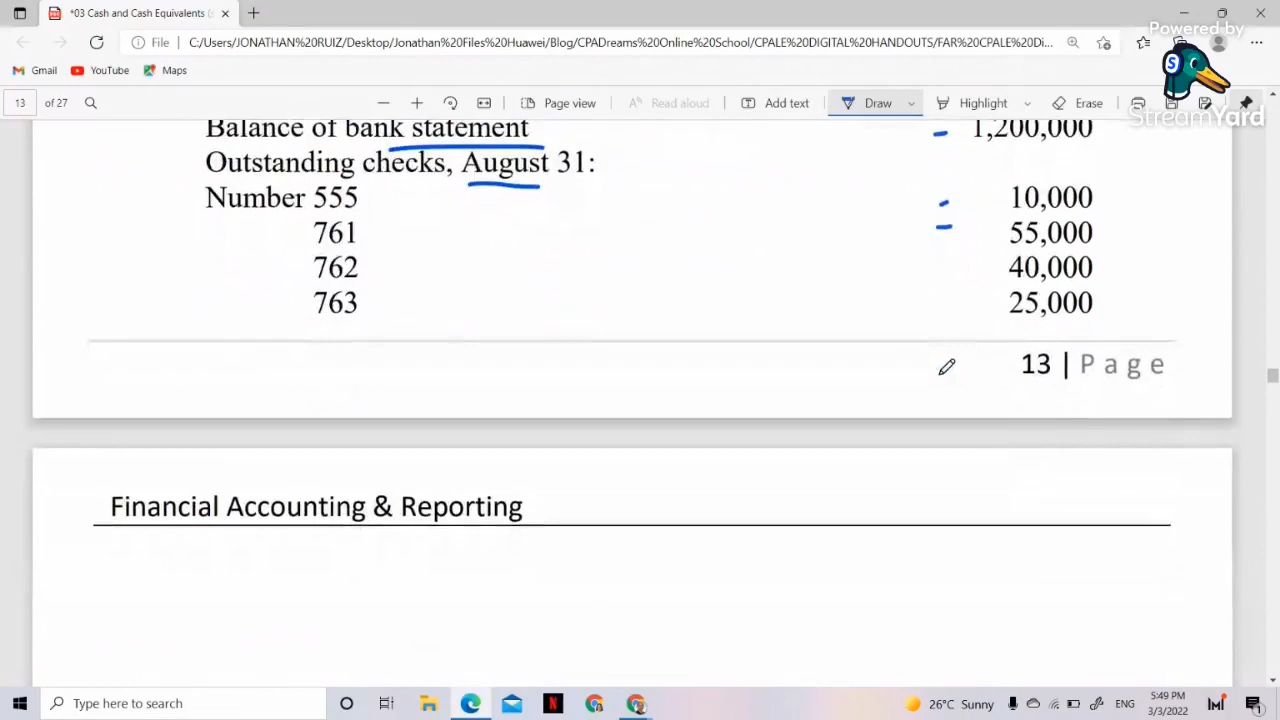 *03 Cash and Cash Equivalents (
Powered by
File
C:/Users/JONATHAN%20RUIZ/Desktop/Jonathan%20Files%20Huawei/Blog/CPADreams%20Online%20School/CPALE%20DIGITAL%20HANDOUTS/FAR%20CPALE%20Di...
S
StreamYard
Gmail
YouTube
Maps
13 of 27
Page view
Read aloud
Add text
Draw
Highlight
Erase
Balance of bank statement 1,200,000
Outstanding checks, August 31:
Number 555 10,000
761 55,000
762 40,000
763 25,000
13 | Page
Financial Accounting & Reporting
Type here to search
26°C Sunny
ENG
5:49 PM
3/3/2022
1